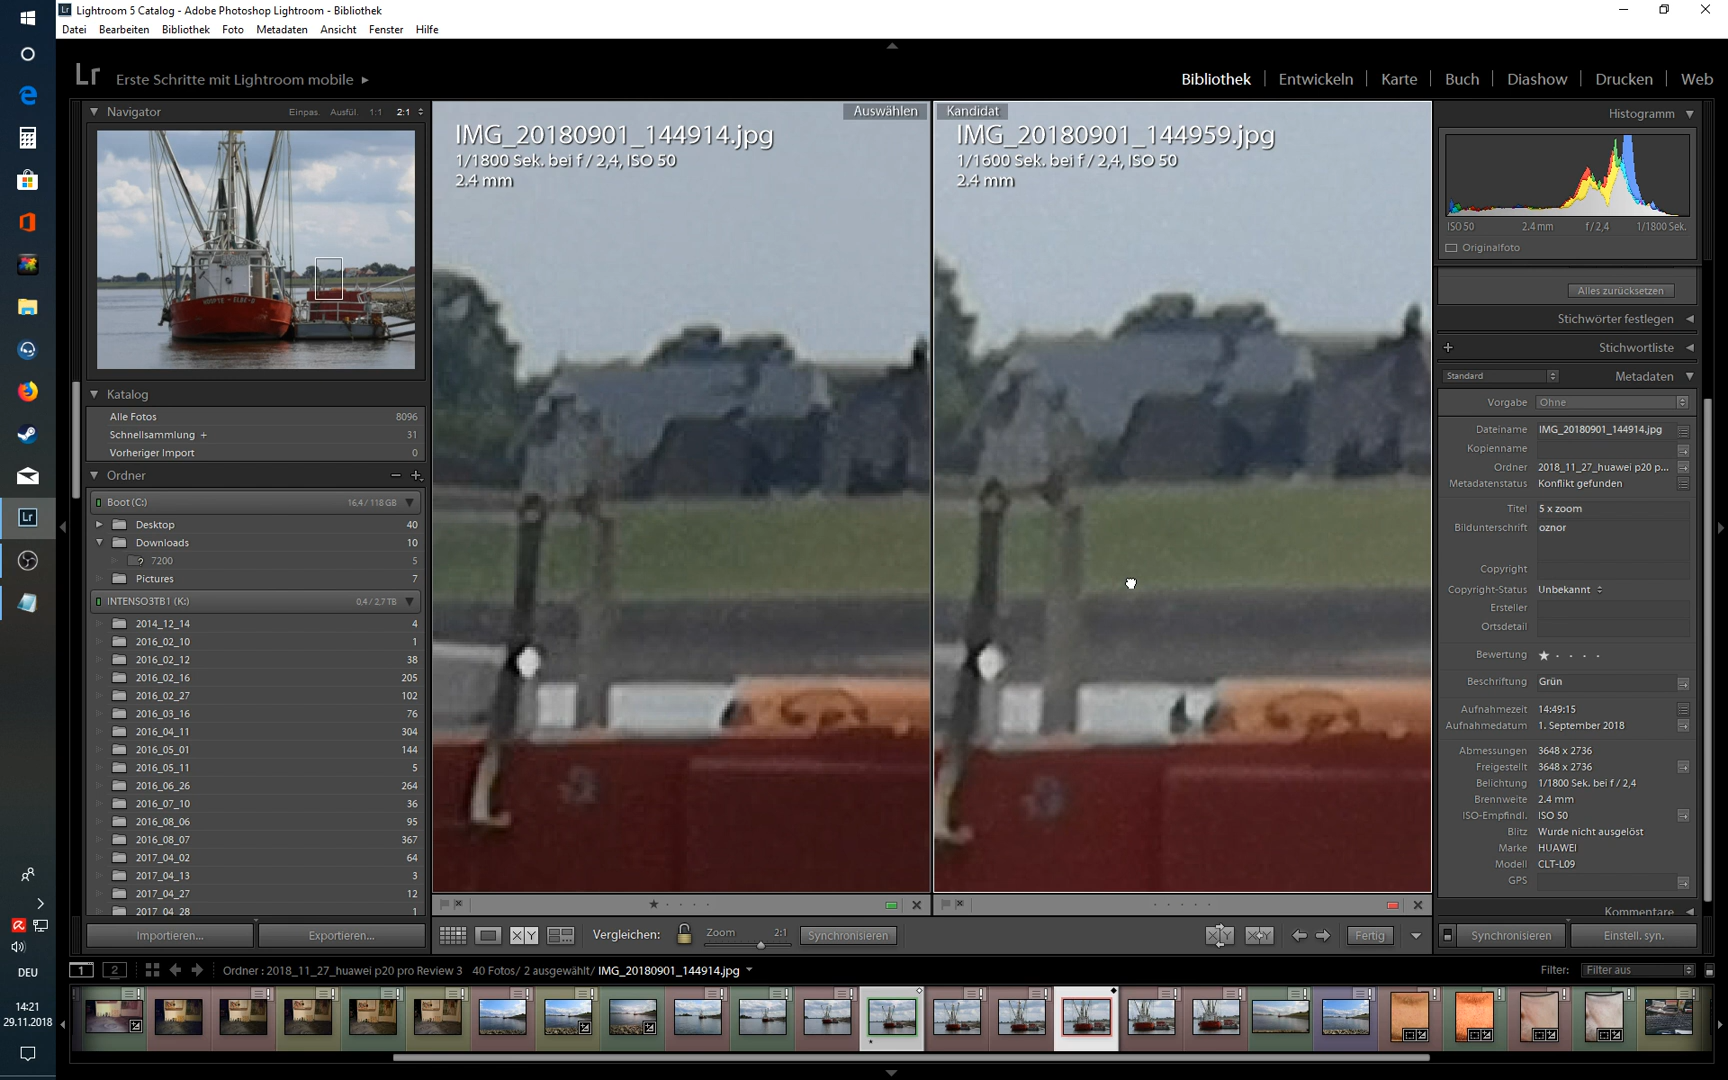 Lightroom 5 Catalog - Adobe Photoshop Lightroom - Bibliothek
Datei Bearbeiten Bibliothek Foto Metadaten Ansicht Fenster Hilfe
Lr Erste Schritte mit Lightroom mobile
Bibliothek | Entwickeln | Karte | Buch | Diashow | Drucken | Web
Navigator Einpas. Ausfül. 1:1 2:1
Katalog
Alle Fotos 8096
Schnellsammlung + 31
Vorheriger Import 0
Ordner
Boot (C:) 16,4 / 118 GB
Desktop 40
Downloads 10
7200 5
Pictures 7
INTENSO3TB1 (K:) 0,4 / 2,7 TB
2014_12_14 4
2016_02_10 1
2016_02_12 38
2016_02_16 205
2016_02_27 102
2016_03_16 76
2016_04_11 304
2016_05_01 144
2016_05_11 5
2016_06_26 264
2016_07_10 36
2016_08_06 95
2016_08_07 367
2017_04_02 64
2017_04_13 3
2017_04_27 12
2017_04_28 1
Importieren... Exportieren...
Auswählen
IMG_20180901_144914.jpg
1/1800 Sek. bei f / 2,4, ISO 50
2.4 mm
Kandidat
IMG_20180901_144959.jpg
1/1600 Sek. bei f / 2,4, ISO 50
2.4 mm
Vergleichen: Zoom 2:1 Synchronisieren Fertig
Histogramm
ISO 50 2.4 mm f / 2,4 1/1800 Sek.
Originalfoto
Alles zurücksetzen
Stichwörter festlegen
Stichwortliste
Standard Metadaten
Vorgabe Ohne
Dateiname IMG_20180901_144914.jpg
Kopienname
Ordner 2018_11_27_huawei p20 p...
Metadatenstatus Konflikt gefunden
Titel 5 x zoom
Bildunterschrift oznor
Copyright
Copyright-Status Unbekannt
Ersteller
Ortsdetail
Bewertung
Beschriftung Grün
Aufnahmezeit 14:49:15
Aufnahmedatum 1. September 2018
Abmessungen 3648 x 2736
Freigestellt 3648 x 2736
Belichtung 1/1800 Sek. bei f / 2,4
Brennweite 2.4 mm
ISO-Empfindl. ISO 50
Blitz Wurde nicht ausgelöst
Marke HUAWEI
Modell CLT-L09
GPS
Kommentare
Synchronisieren Einstell. syn.
1 2 Ordner : 2018_11_27_huawei p20 pro Review 3 40 Fotos/ 2 ausgewählt/ IMG_20180901_144914.jpg
Filter: Filter aus
DEU
14:21
29.11.2018